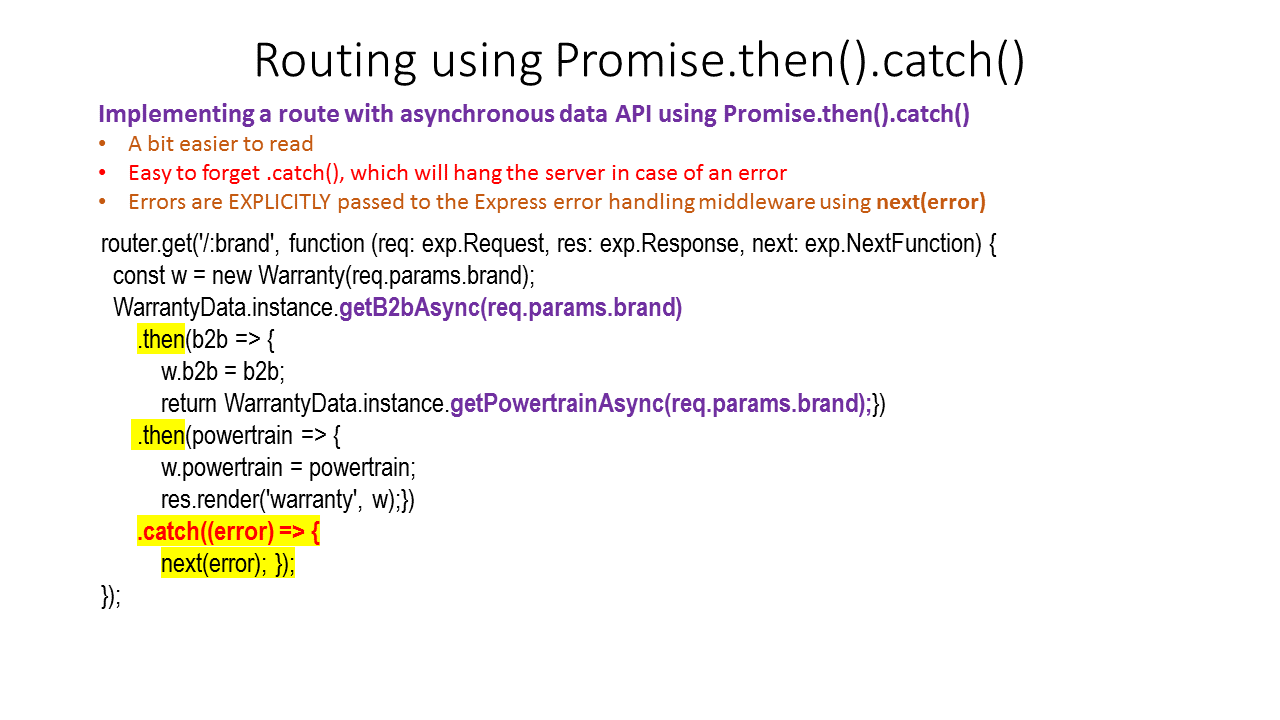 Routing using Promise.then().catch()
Implementing a route with asynchronous data API using Promise.then().catch()
• A bit easier to read
• Easy to forget .catch(), which will hang the server in case of an error
• Errors are EXPLICITLY passed to the Express error handling middleware using next(error)
router.get('/:brand', function (req: exp.Request, res: exp.Response, next: exp.NextFunction) {
const w = new Warranty(req.params.brand);
WarrantyData.instance.getB2bAsync(req.params.brand)
.then(b2b => {
w.b2b = b2b;
return WarrantyData.instance.getPowertrainAsync(req.params.brand);})
.then(powertrain => {
w.powertrain = powertrain;
res.render('warranty', w);})
.catch((error) => {
next(error); });
});